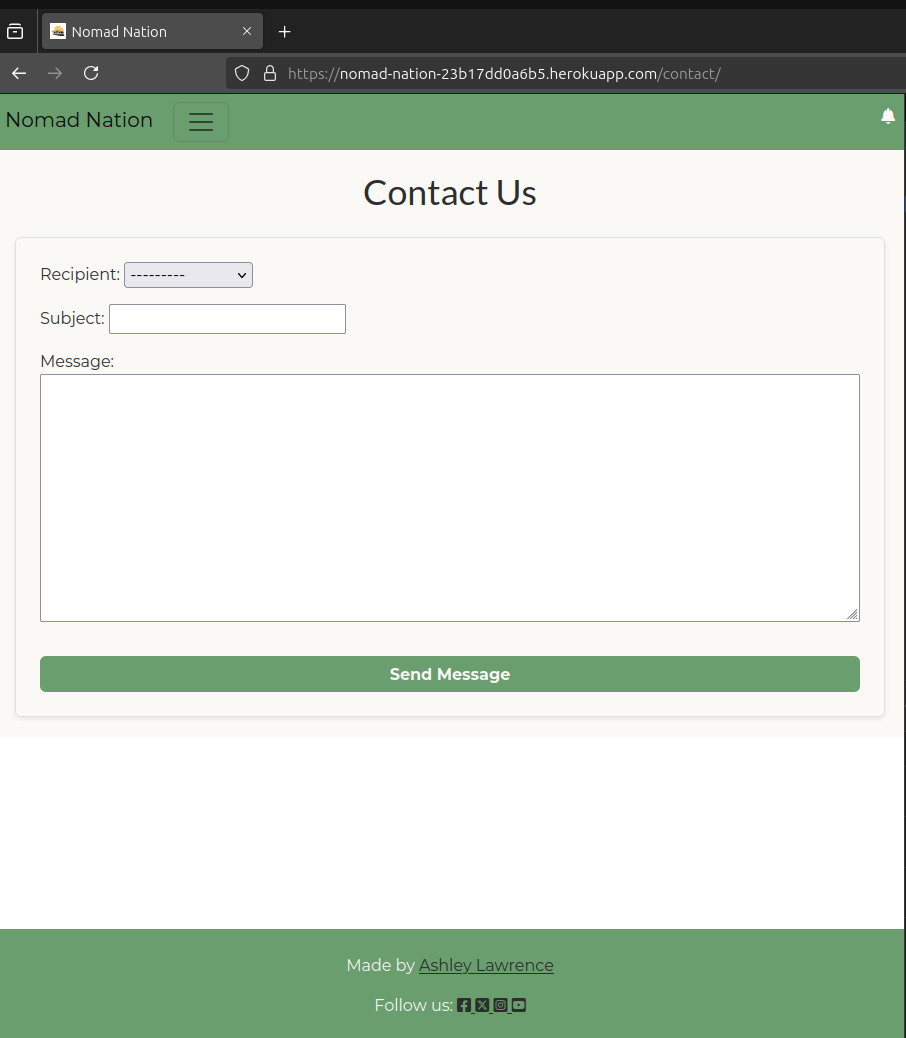 Nomad Nation
https://nomad-nation-23b17dd0a6b5.herokuapp.com/contact/
Nomad Nation
Contact Us
Recipient: ---------
Subject:
Message:
Send Message
Made by Ashley Lawrence
Follow us: